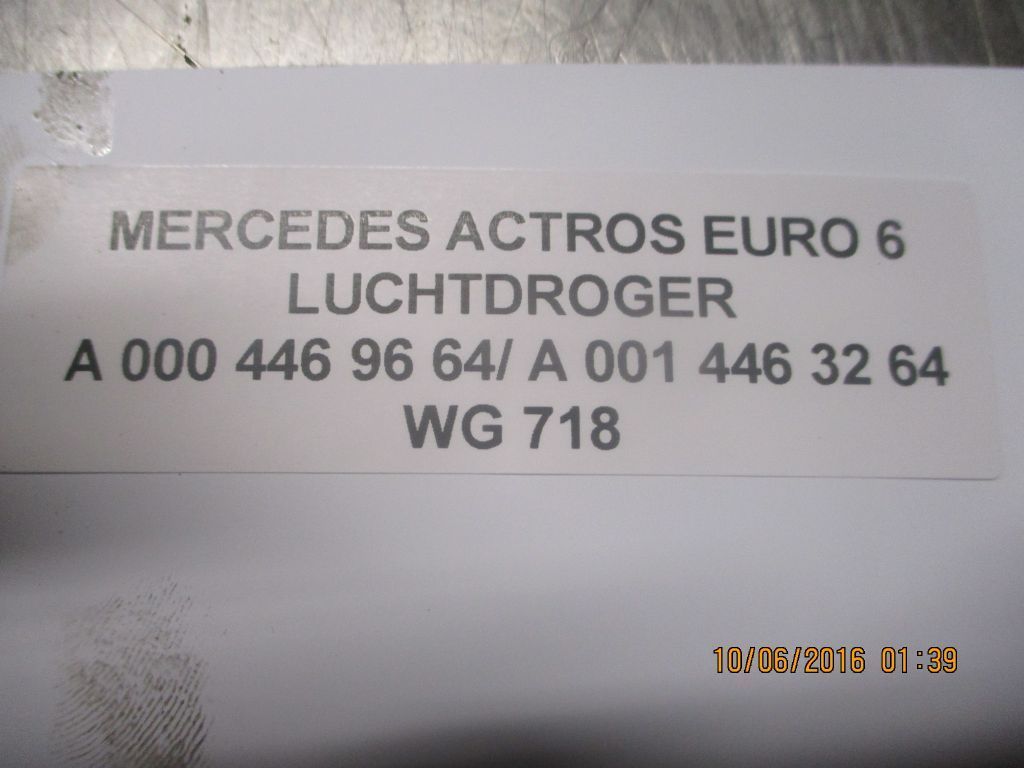 MERCEDES ACTROS EURO 6
LUCHTDROGER
A 000 446 96 64/ A 001 446 32 64
WG 718
10/06/2016 01:39